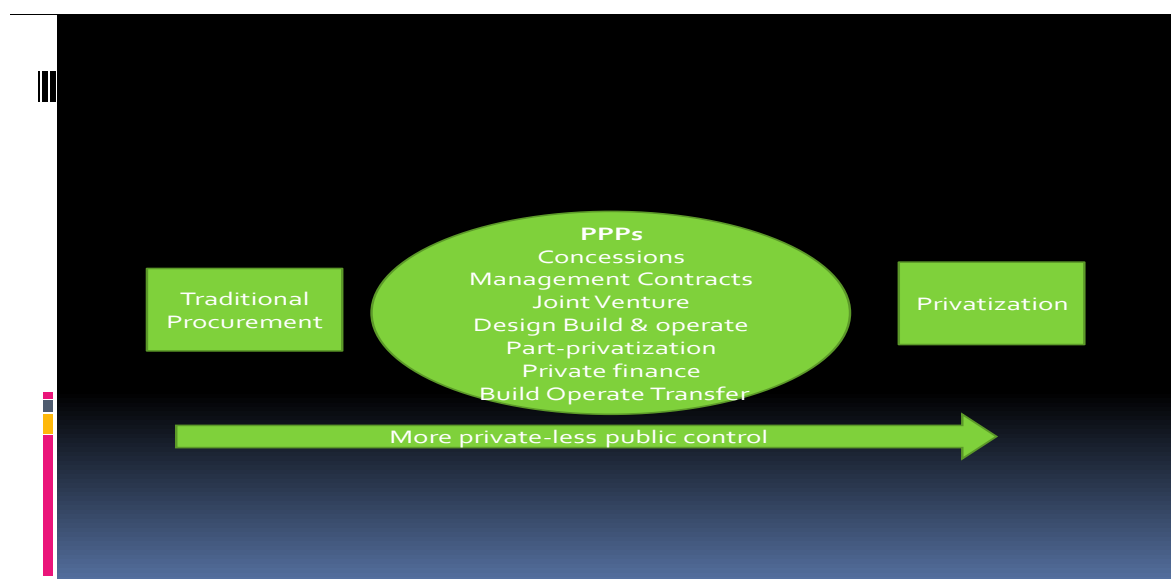 PPPs
Concessions
Management Contracts
Joint Venture
Design Build & operate
Part-privatization
Private finance
Build Operate Transfer
Traditional
Procurement
Privatization
More private-less public control